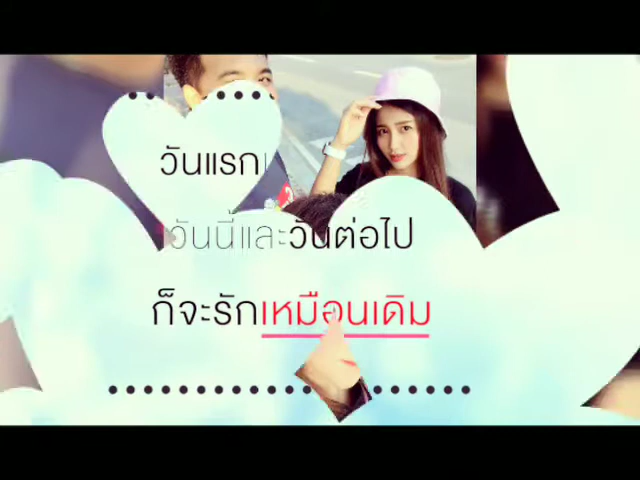 วันแรก
วันนี้และวันต่อไป
ก็จะรักเหมือนเดิม